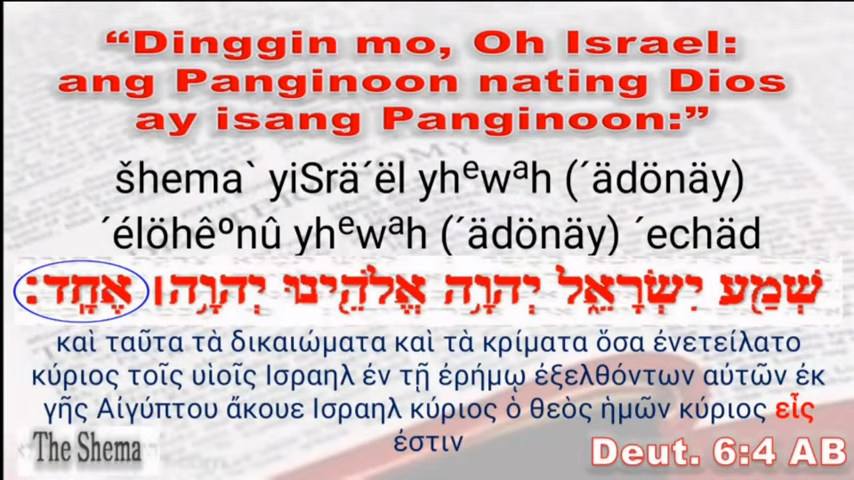 “Dinggin mo, Oh Israel:
ang Panginoon nating Dios
ay isang Panginoon:”
šhema` yiSrä´ël yhᵉwᵃh (´ädönäy)
´élöhêºnû yhᵉwᵃh (´ädönäy) ´echäd
שְׁמַ֖ע יִשְׂרָאֵ֑ל יְהוָ֥ה אֱלֹהֵ֖ינוּ יְהוָ֥ה׀ אֶחָֽד׃
καὶ ταῦτα τὰ δικαιώματα καὶ τὰ κρίματα ὅσα ἐνετείλατο
κύριος τοῖς υἱοῖς Ισραηλ ἐν τῇ ἐρήμῳ ἐξελθόντων αὐτῶν ἐκ
γῆς Αἰγύπτου ἄκουε Ισραηλ κύριος ὁ θεὸς ἡμῶν κύριος εἷς
ἐστιν
The Shema
Deut. 6:4 AB